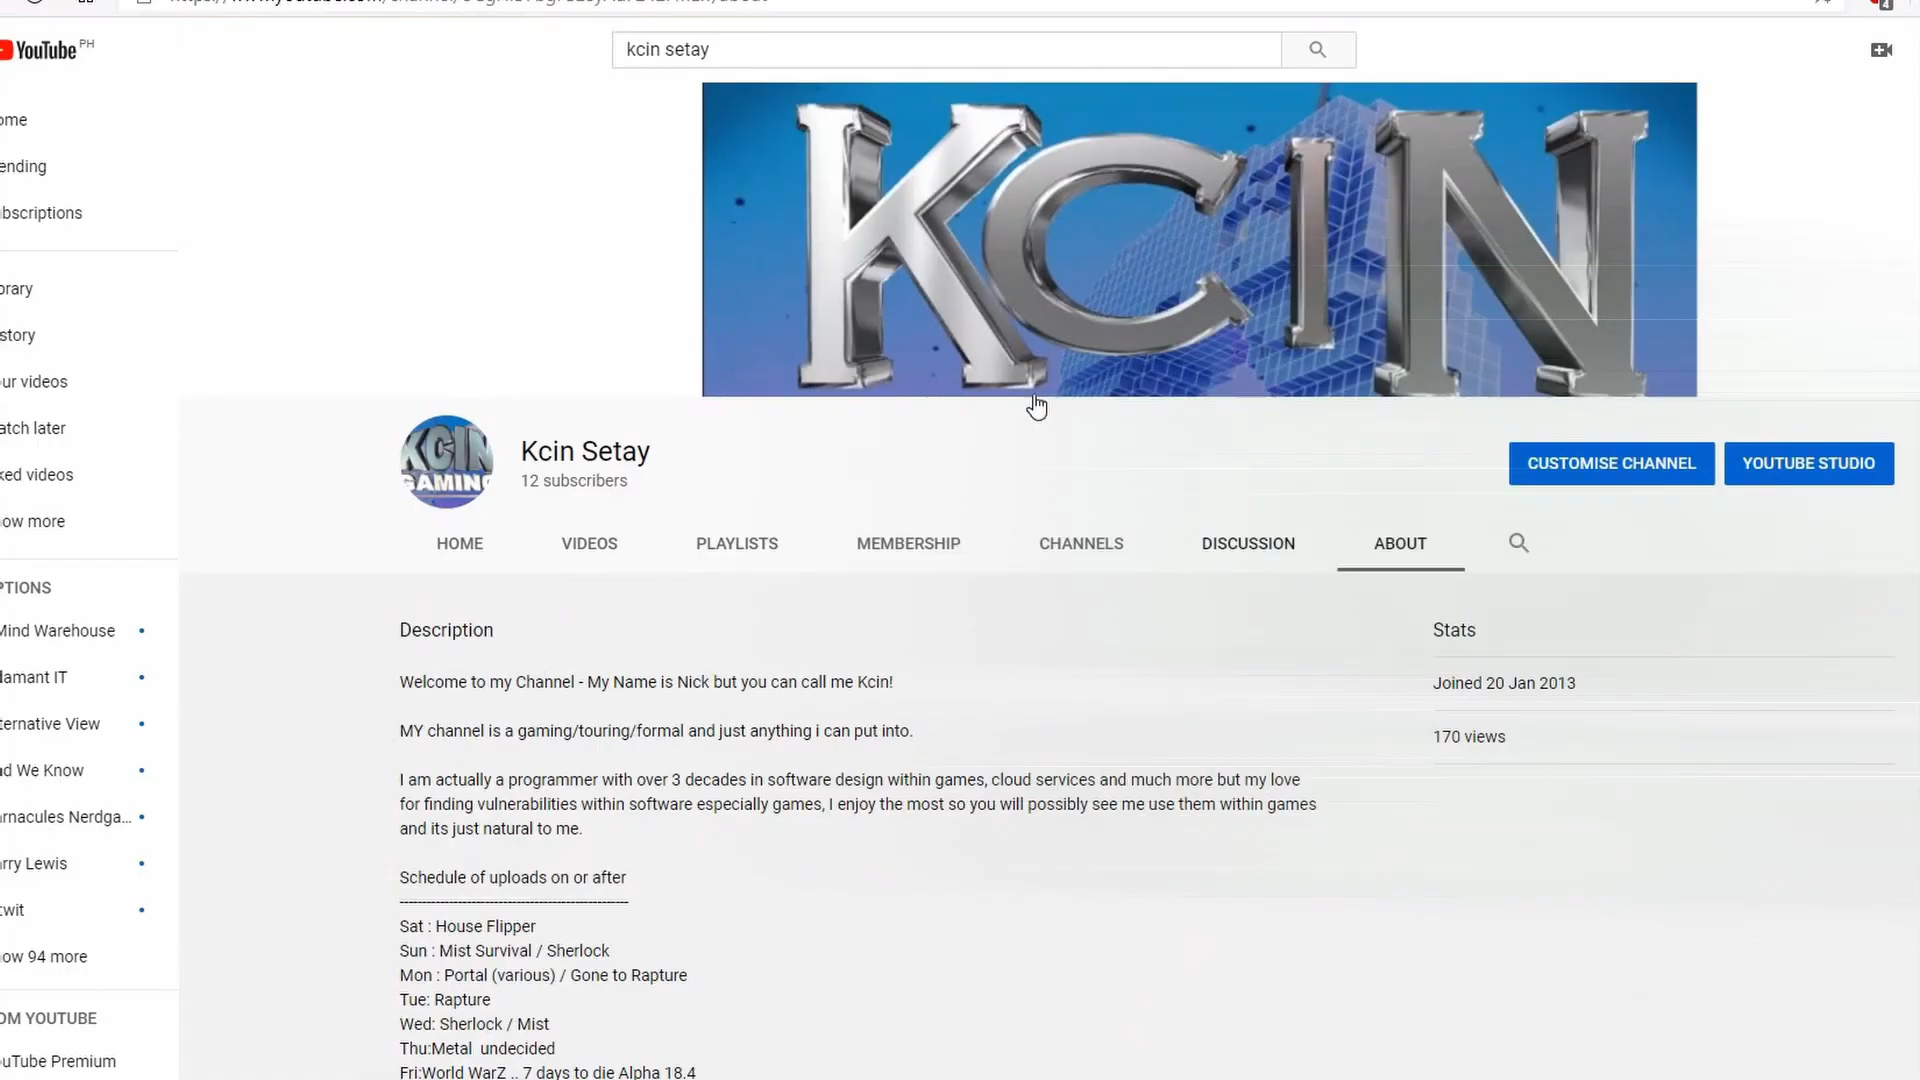 YouTube PH
kcin setay
4
KCIN
ome
ending
bscriptions
brary
story
ur videos
atch later
ked videos
ow more
PTIONS
Mind Warehouse
damant IT
ternative View
nd We Know
arnacules Nerdga...
rry Lewis
twit
ow 94 more
OM YOUTUBE
uTube Premium
KCIN
GAMING
Kcin Setay
12 subscribers
CUSTOMISE CHANNEL
YOUTUBE STUDIO
HOME VIDEOS PLAYLISTS MEMBERSHIP CHANNELS DISCUSSION ABOUT
Description
Welcome to my Channel - My Name is Nick but you can call me Kcin!
MY channel is a gaming/touring/formal and just anything i can put into.
I am actually a programmer with over 3 decades in software design within games, cloud services and much more but my love
for finding vulnerabilities within software especially games, I enjoy the most so you will possibly see me use them within games
and its just natural to me.
Schedule of uploads on or after
-----------------------------------------------------
Sat : House Flipper
Sun : Mist Survival / Sherlock
Mon : Portal (various) / Gone to Rapture
Tue: Rapture
Wed: Sherlock / Mist
Thu:Metal undecided
Fri:World WarZ .. 7 days to die Alpha 18.4
Stats
Joined 20 Jan 2013
170 views